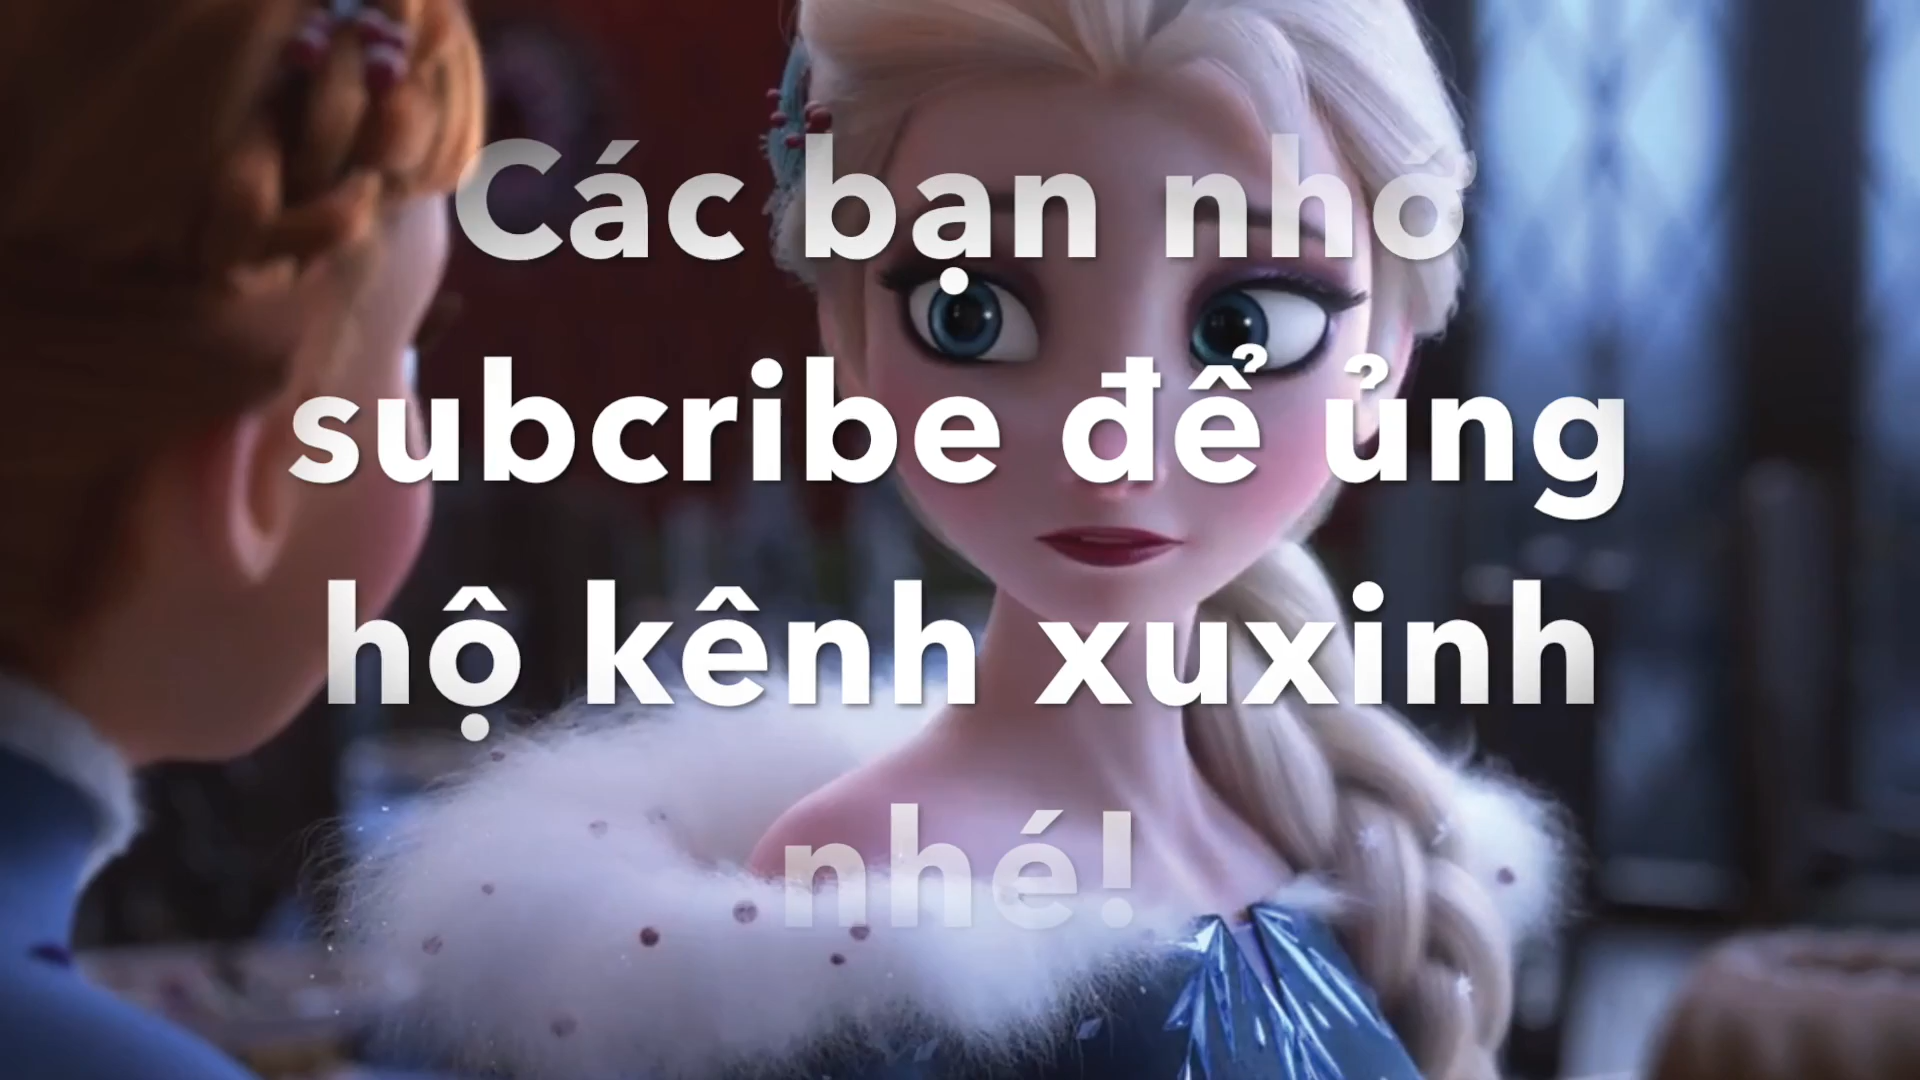 Các bạn nhớ
subcribe để ủng
hộ kênh xuxinh
nhé!